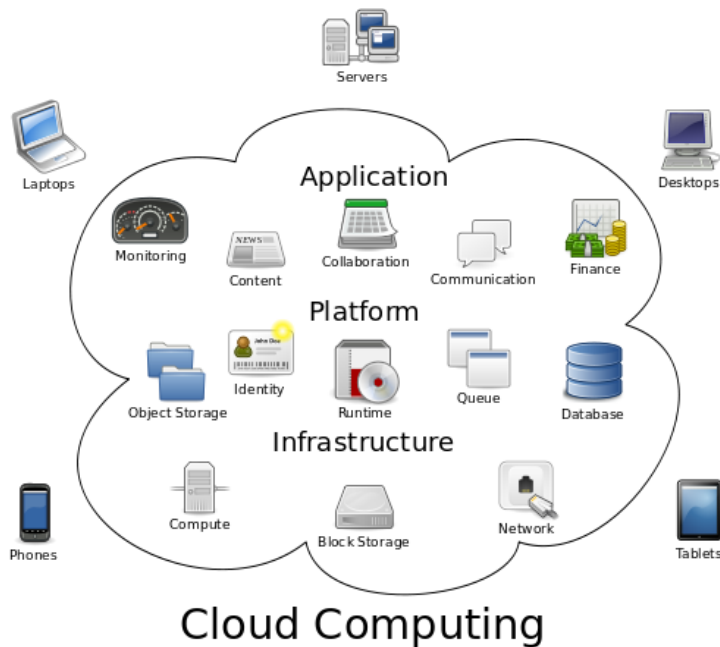 Servers
Laptops
Desktops
Application
Monitoring
NEWS
Content
Collaboration
Communication
Finance
Platform
John Doe
Object Storage
Identity
Runtime
Queue
Database
Infrastructure
Compute
Block Storage
Network
Phones
Tablets
Cloud Computing